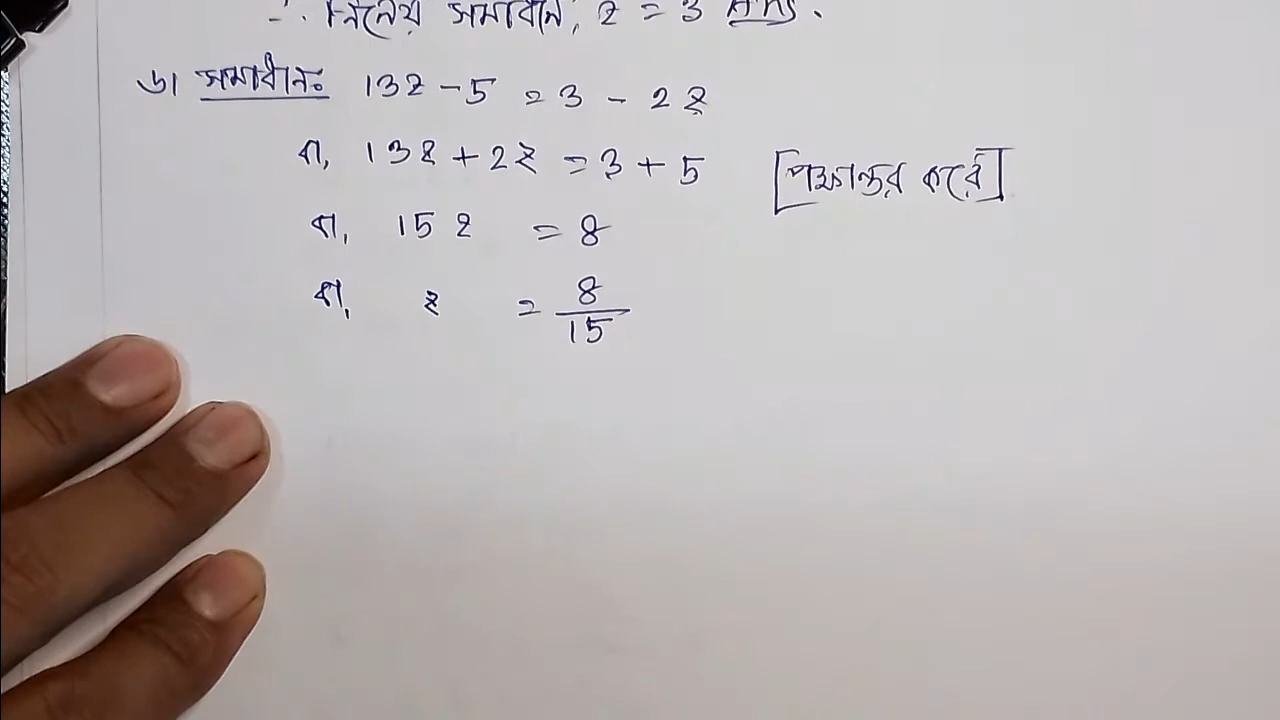 ∴ নির্ণেয় সমাধান, z = 3 Ans.
৬। সমাধানঃ 13z - 5 = 3 - 2z
বা, 13z + 2z = 3 + 5 [পক্ষান্তর করে]
বা, 15z = 8
বা, z = 8/15